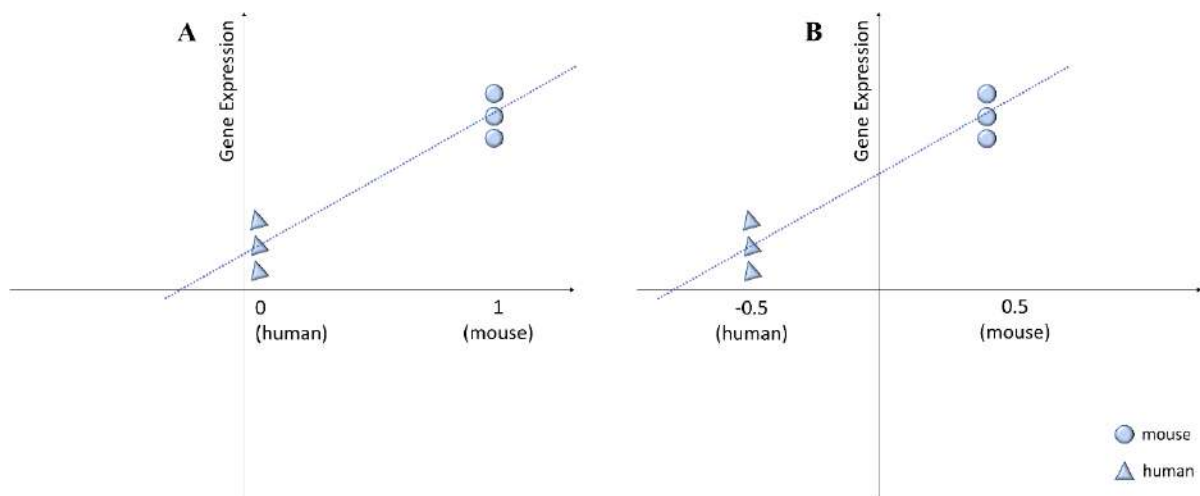 A
Gene Expression
0
(human)
1
(mouse)
B
Gene Expression
-0.5
(human)
0.5
(mouse)
mouse
human